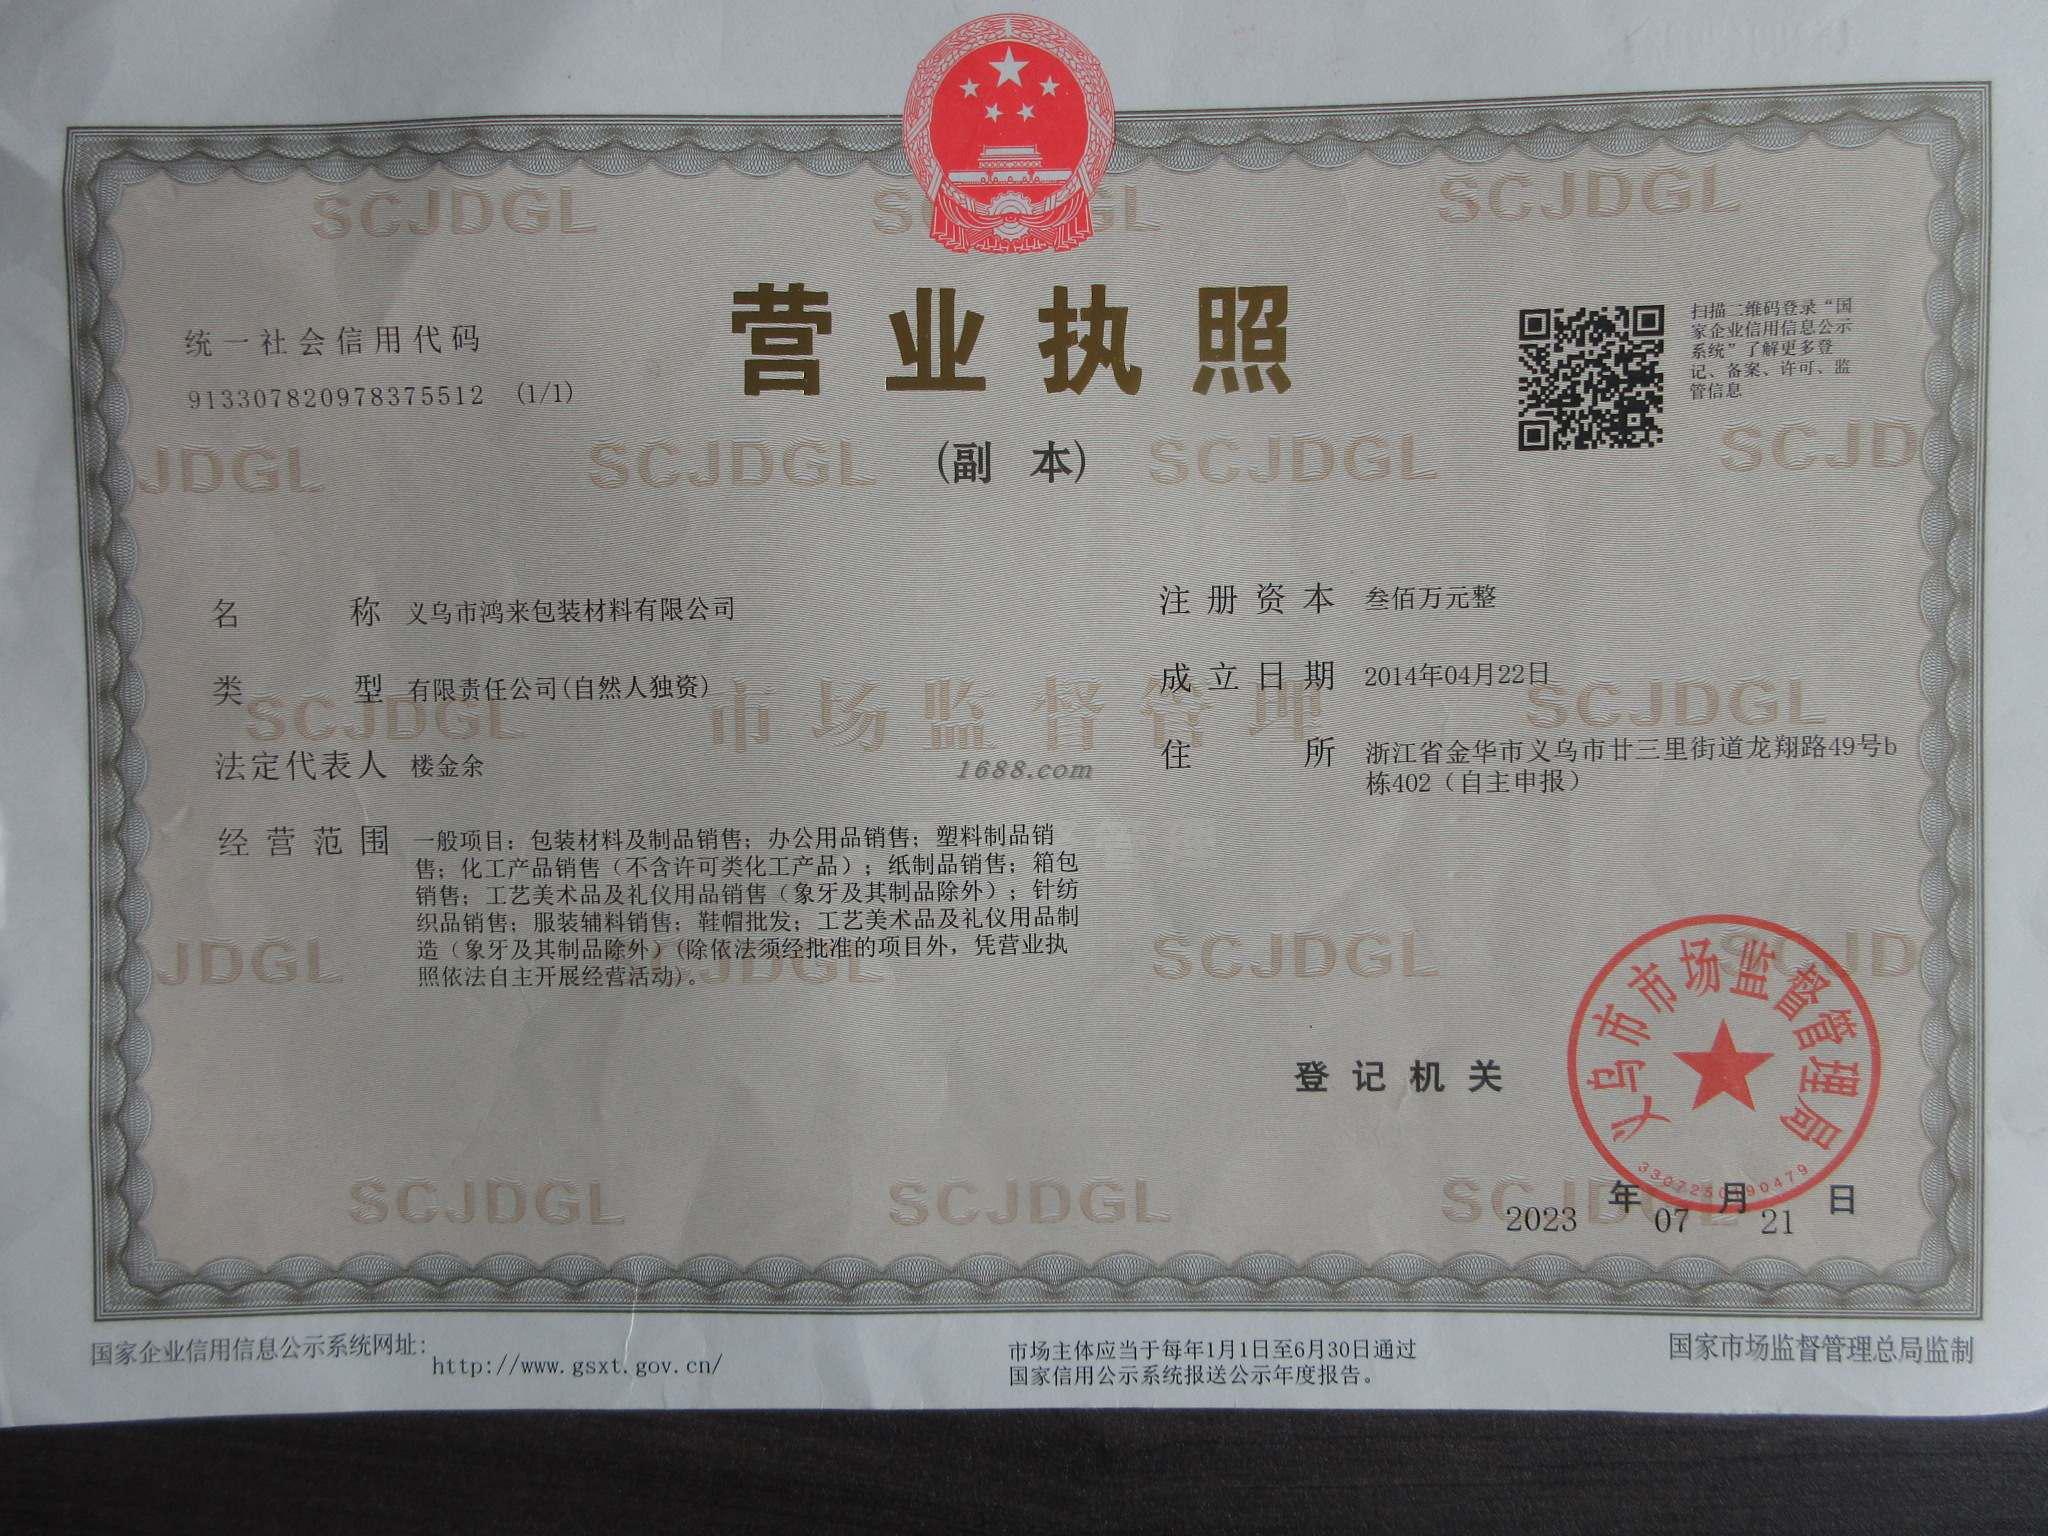 统一社会信用代码
913307820978375512 (1/1)
营业执照
(副 本)
扫描二维码登录“国
家企业信用信息公示
系统”了解更多登
记、备案、许可、监
管信息
名 称 义乌市鸿来包装材料有限公司
类 型 有限责任公司(自然人独资)
法定代表人 楼金余
经营范围 一般项目：包装材料及制品销售；办公用品销售；塑料制品销
售；化工产品销售（不含许可类化工产品）；纸制品销售；箱包
销售；工艺美术品及礼仪用品销售（象牙及其制品除外）；针纺
织品销售；服装辅料销售；鞋帽批发；工艺美术品及礼仪用品制
造（象牙及其制品除外）(除依法须经批准的项目外，凭营业执
照依法自主开展经营活动)。
注册资本 叁佰万元整
成立日期 2014年04月22日
住 所 浙江省金华市义乌市廿三里街道龙翔路49号b
栋402（自主申报）
SCJDGL
市场监督管理
1688.com
登记机关
义乌市市场监督管理局
2023 年 07 月 21 日
国家企业信用信息公示系统网址：http://www.gsxt.gov.cn/
市场主体应当于每年1月1日至6月30日通过
国家信用公示系统报送公示年度报告。
国家市场监督管理总局监制